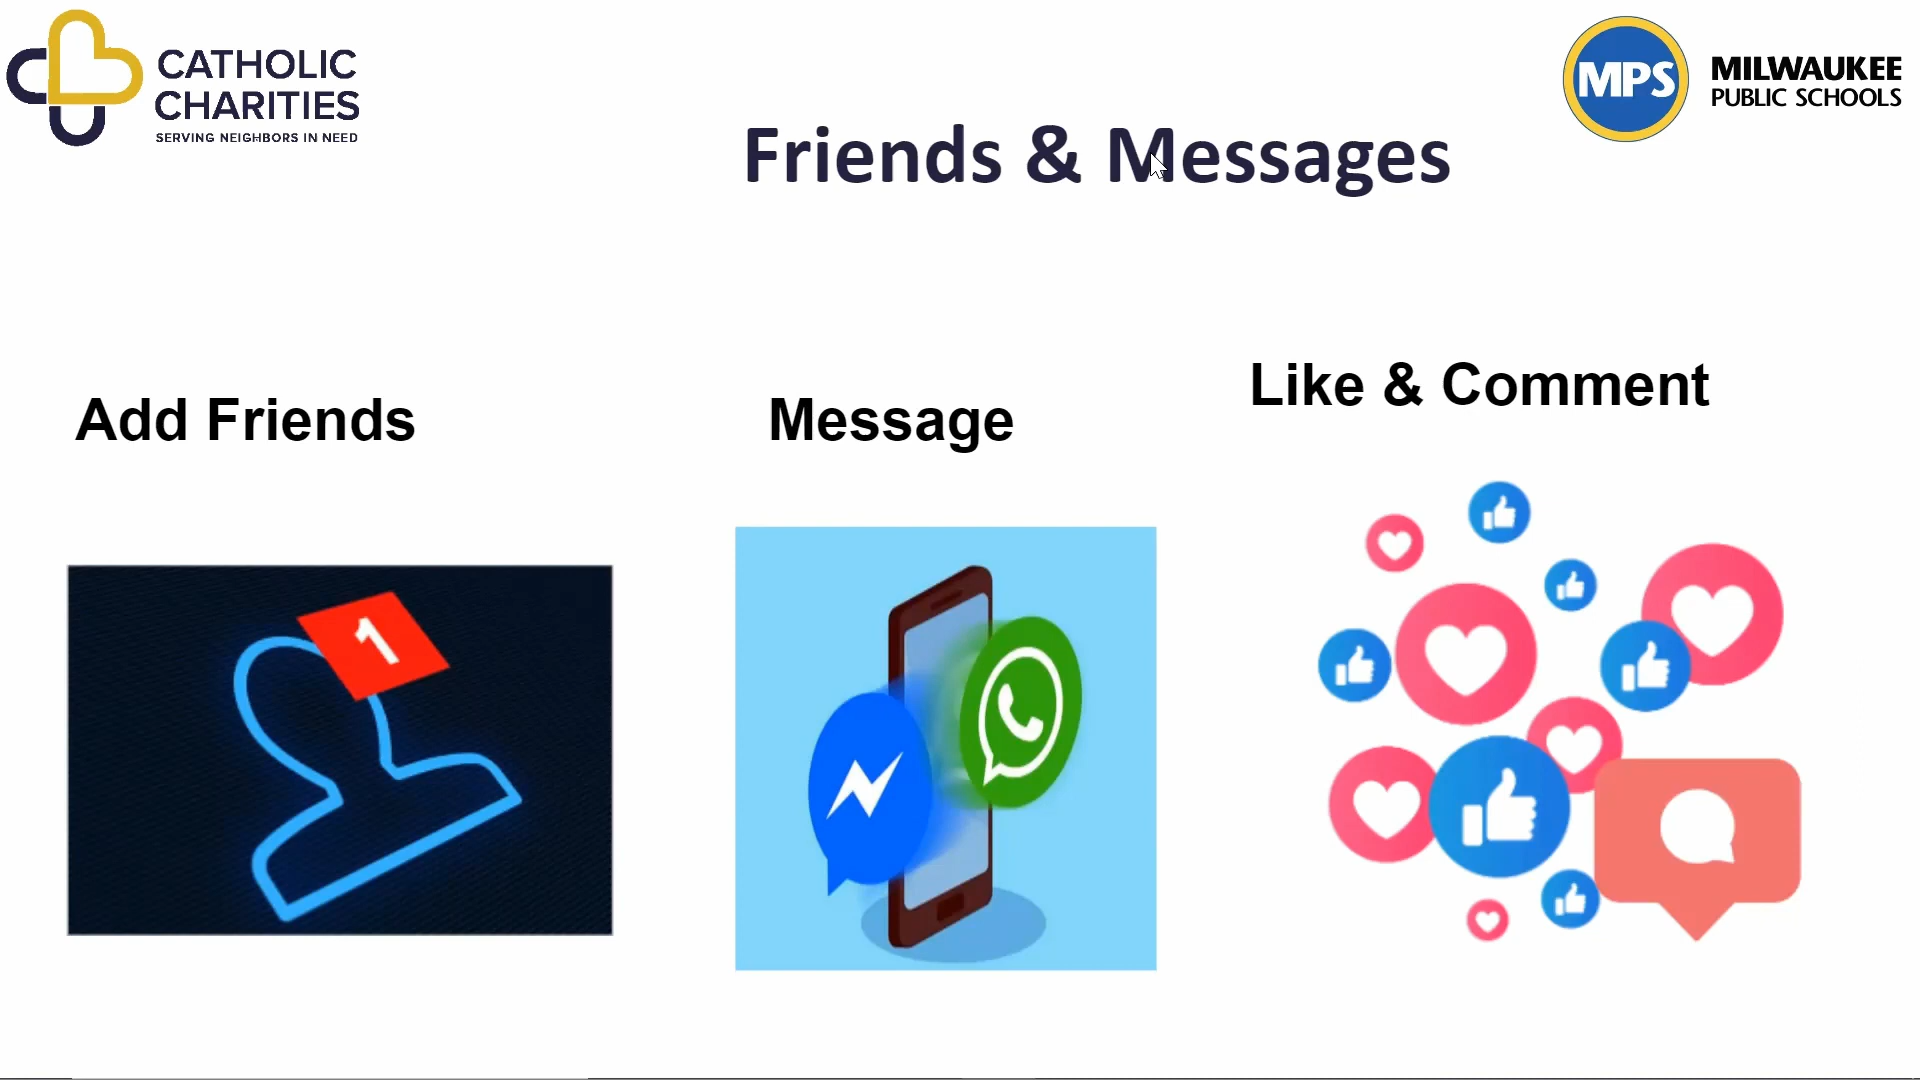 CATHOLIC
CHARITIES
SERVING NEIGHBORS IN NEED
MPS
MILWAUKEE
PUBLIC SCHOOLS
Friends & Messages
Add Friends
Message
Like & Comment
1